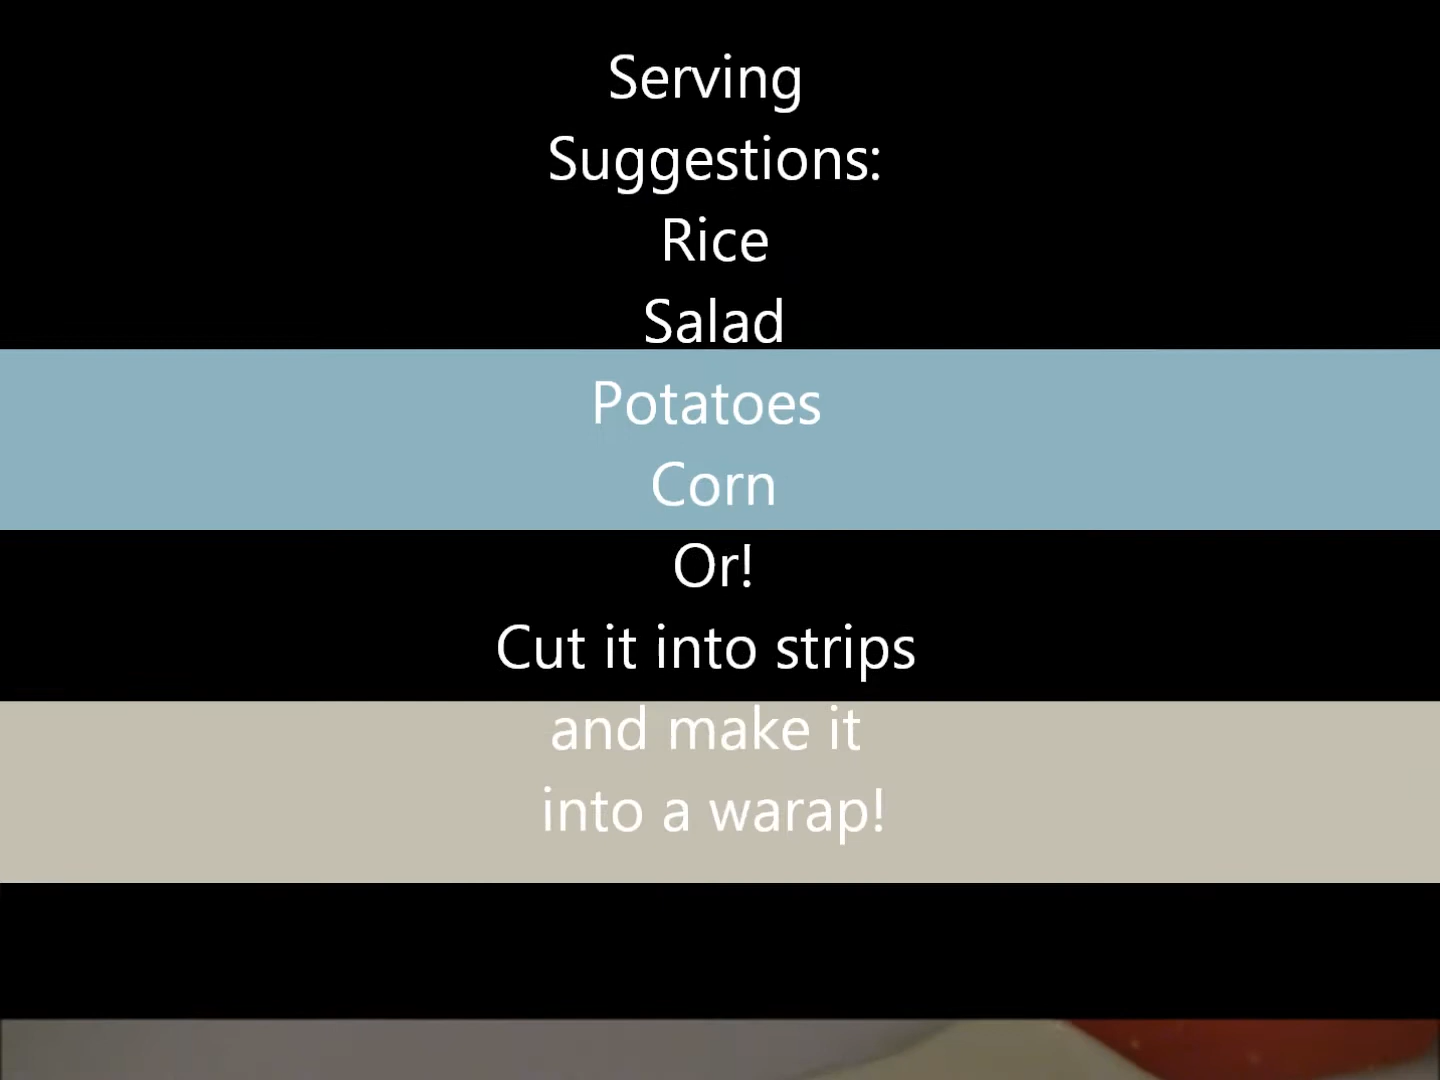 Serving
Suggestions:
Rice
Salad
Potatoes
Corn
Or!
Cut it into strips
and make it
into a warap!